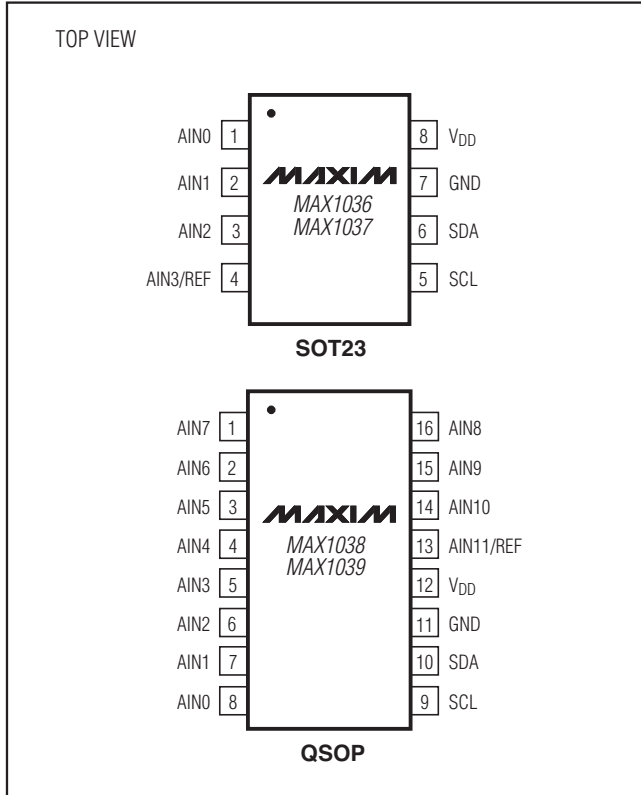 TOP VIEW
AIN0 1 8 VDD
AIN1 2 MAXIM 7 GND
MAX1036
AIN2 3 MAX1037 6 SDA
AIN3/REF 4 5 SCL
SOT23
AIN7 1 16 AIN8
AIN6 2 15 AIN9
AIN5 3 MAXIM 14 AIN10
AIN4 4 MAX1038 13 AIN11/REF
MAX1039
AIN3 5 12 VDD
AIN2 6 11 GND
AIN1 7 10 SDA
AIN0 8 9 SCL
QSOP